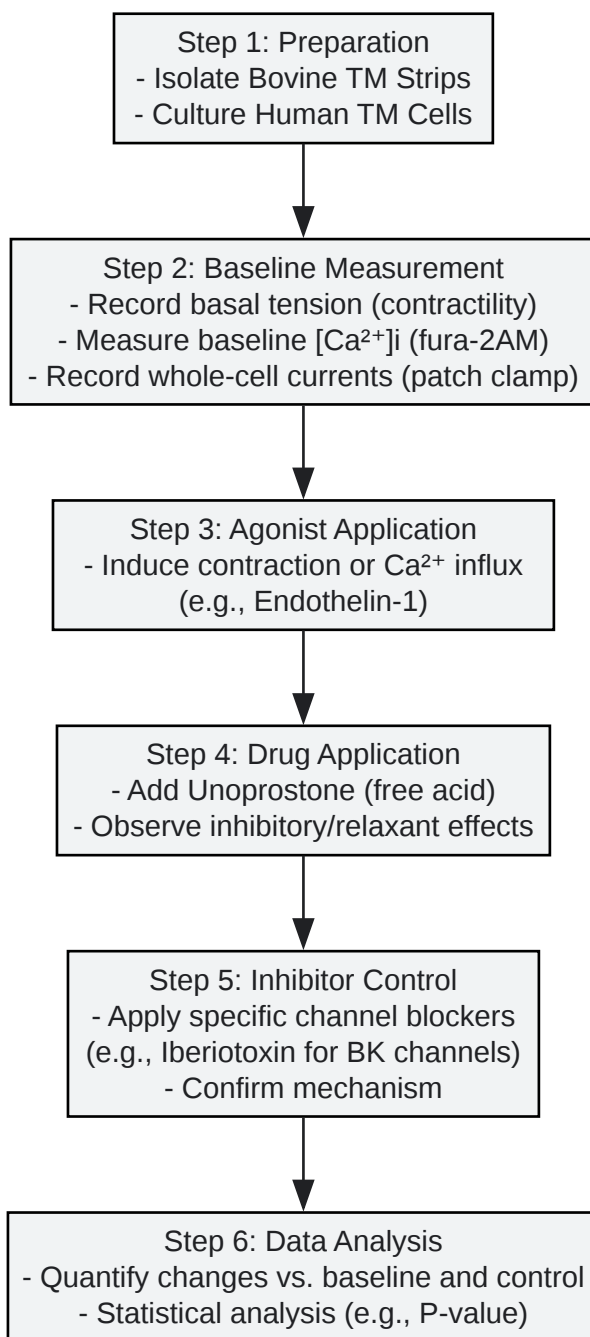 Step 1: Preparation
- Isolate Bovine TM Strips
- Culture Human TM Cells
Step 2: Baseline Measurement
- Record basal tension (contractility)
- Measure baseline [Ca²⁺]i (fura-2AM)
- Record whole-cell currents (patch clamp)
Step 3: Agonist Application
- Induce contraction or Ca²⁺ influx
(e.g., Endothelin-1)
Step 4: Drug Application
- Add Unoprostone (free acid)
- Observe inhibitory/relaxant effects
Step 5: Inhibitor Control
- Apply specific channel blockers
(e.g., Iberiotoxin for BK channels)
- Confirm mechanism
Step 6: Data Analysis
- Quantify changes vs. baseline and control
- Statistical analysis (e.g., P-value)